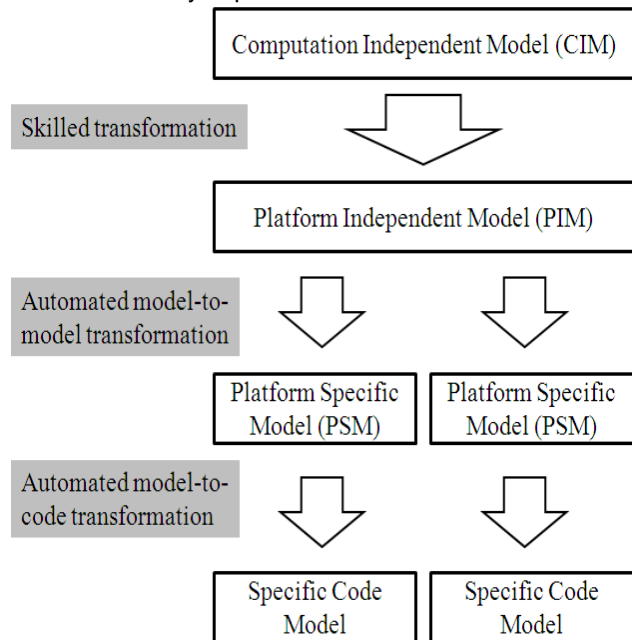 Computation Independent Model (CIM)
Skilled transformation
Platform Independent Model (PIM)
Automated model-to-
model transformation
Platform Specific
Model (PSM)
Platform Specific
Model (PSM)
Automated model-to-
code transformation
Specific Code
Model
Specific Code
Model